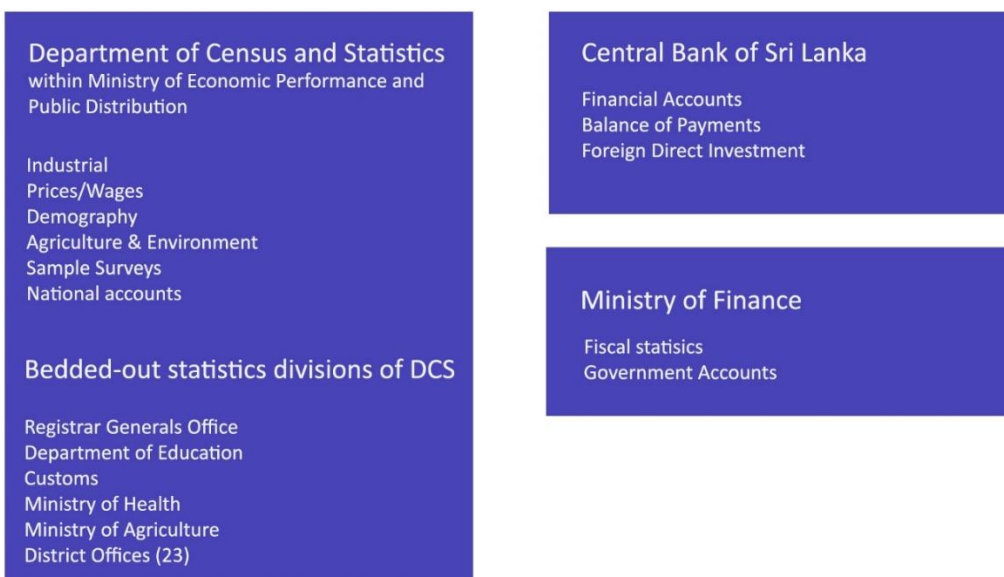 Department of Census and Statistics
within Ministry of Economic Performance and
Public Distribution
Industrial
Prices/Wages
Demography
Agriculture & Environment
Sample Surveys
National accounts
Bedded-out statistics divisions of DCS
Registrar Generals Office
Department of Education
Customs
Ministry of Health
Ministry of Agriculture
District Offices (23)
Central Bank of Sri Lanka
Financial Accounts
Balance of Payments
Foreign Direct Investment
Ministry of Finance
Fiscal statisics
Government Accounts